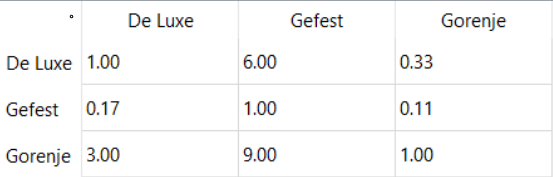 De Luxe Gefest Gorenje
De Luxe 1.00 6.00 0.33
Gefest 0.17 1.00 0.11
Gorenje 3.00 9.00 1.00